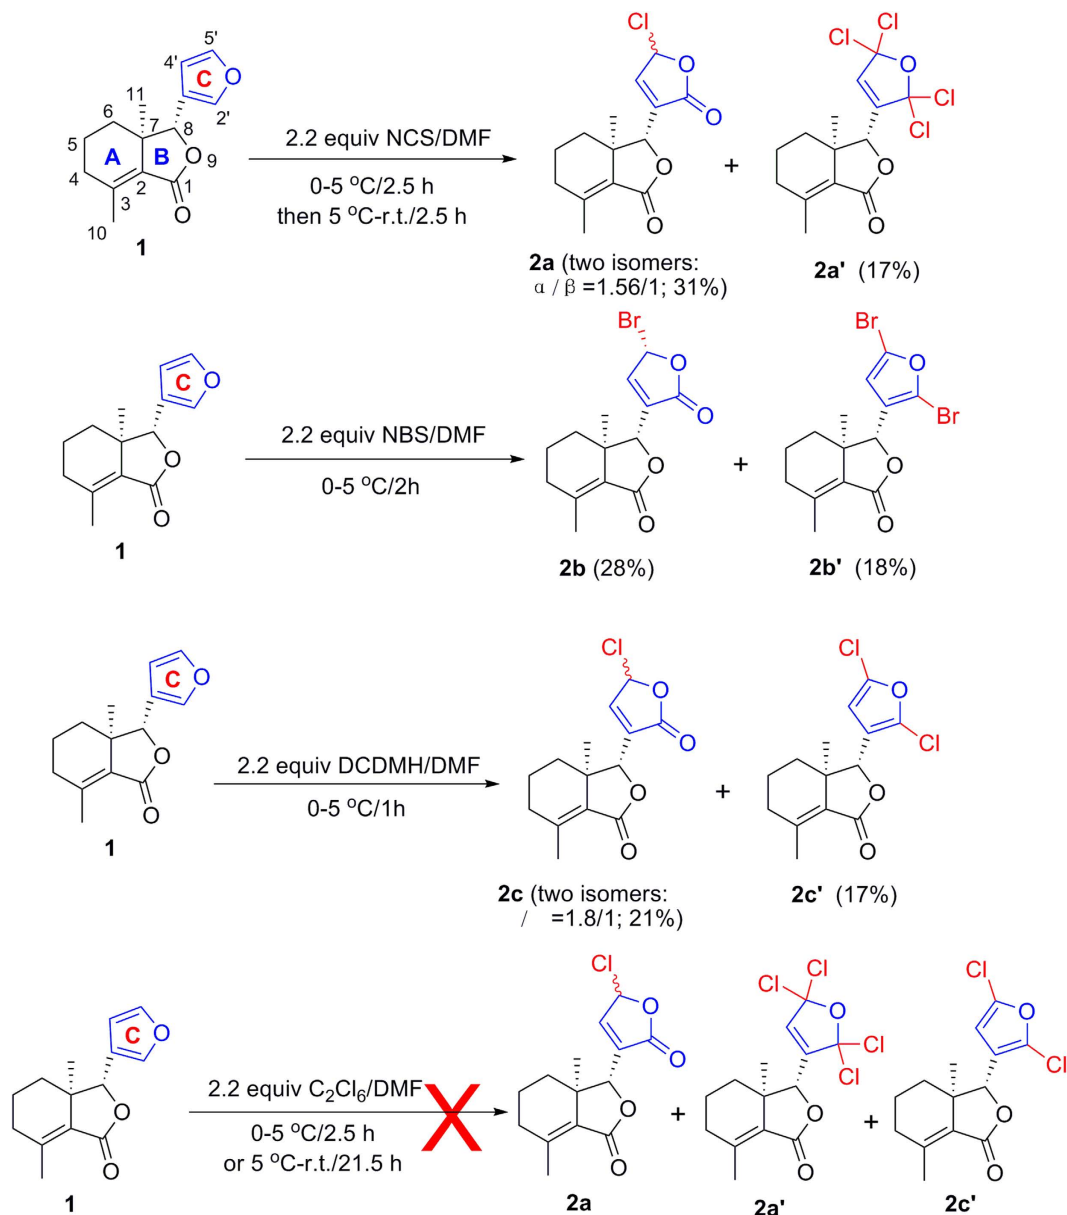 Cl
Cl
O
Cl
Cl
Cl
O
O
5'
4'
C
O
2'
11
6
7
8
5
A
B
O
9
4
2
1
3
O
10
1
2.2 equiv NCS/DMF
0-5 °C/2.5 h
then 5 °C-r.t./2.5 h
O
O
+
O
O
2a (two isomers:
α/β=1.56/1; 31%)
2a' (17%)
C
O
O
O
1
2.2 equiv NBS/DMF
0-5 °C/2h
Br
O
O
O
O
2b (28%)
+
Br
O
Br
O
O
2b' (18%)
C
O
O
O
1
2.2 equiv DCDMH/DMF
0-5 °C/1h
Cl
O
O
O
O
2c (two isomers:
/ =1.8/1; 21%)
+
Cl
O
Cl
O
O
2c' (17%)
C
O
O
O
1
2.2 equiv C2Cl6/DMF
0-5 °C/2.5 h
or 5 °C-r.t./21.5 h
X
Cl
O
O
O
O
2a
+
Cl
Cl
O
Cl
Cl
O
O
2a'
+
Cl
O
Cl
O
O
2c'